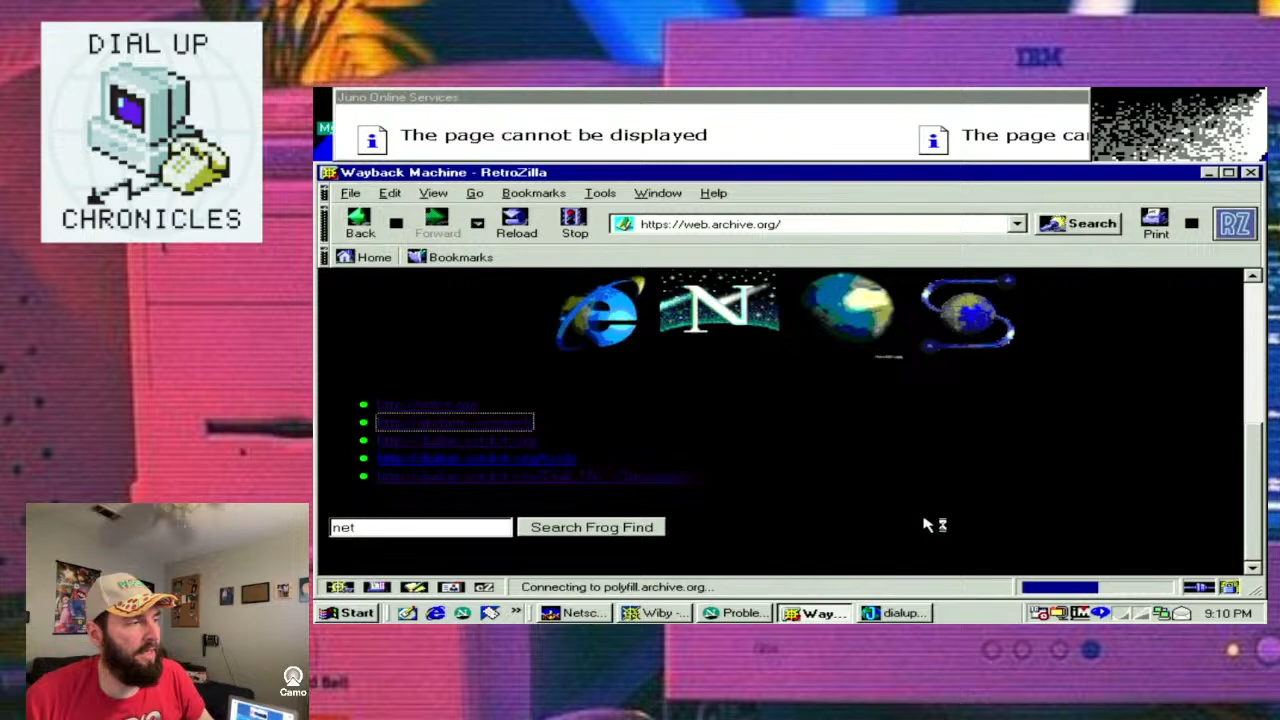 DIAL UP
CHRONICLES
IBM
Juno Online Services
The page cannot be displayed
The page ca
Wayback Machine - RetroZilla
File Edit View Go Bookmarks Tools Window Help
Back Forward Reload Stop https://web.archive.org/ Search Print RZ
Home Bookmarks
N
net Search Frog Find
Connecting to polyfill.archive.org...
Start Netsc... Wiby - Proble... Way... dialup... 9:10 PM
Camo